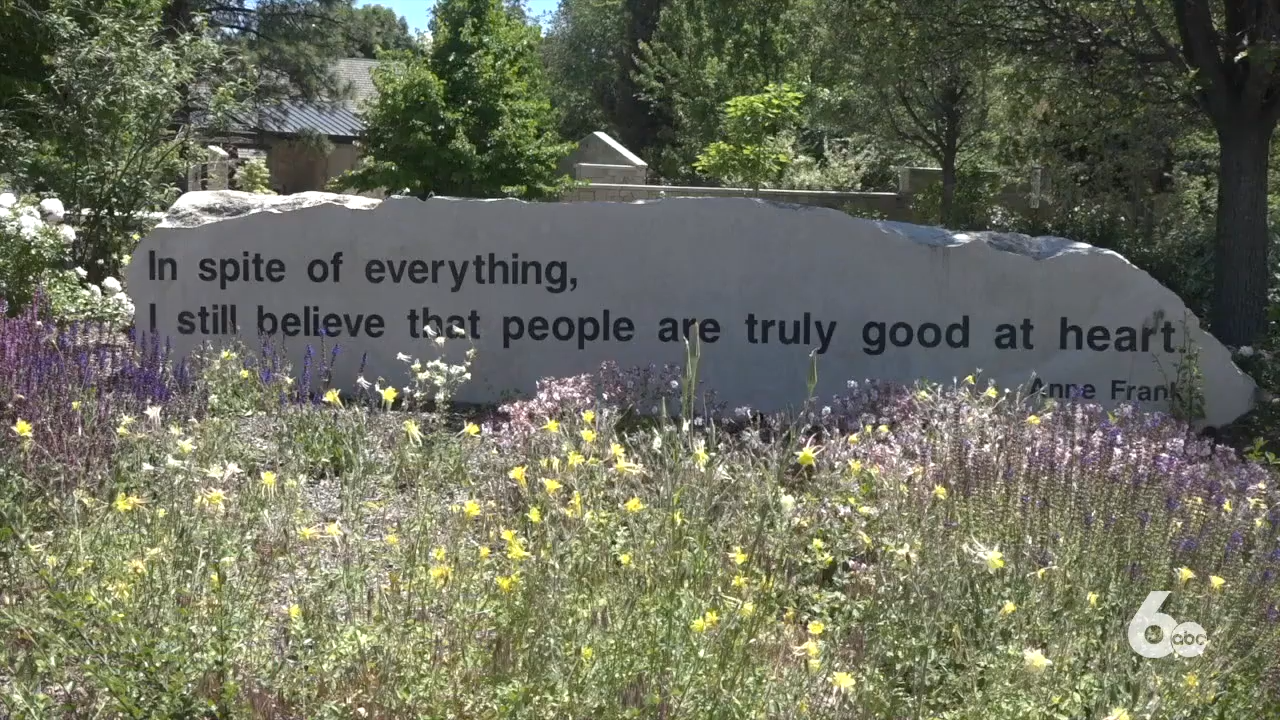 In spite of everything,
I still believe that people are truly good at heart
Anne Frank
6abc